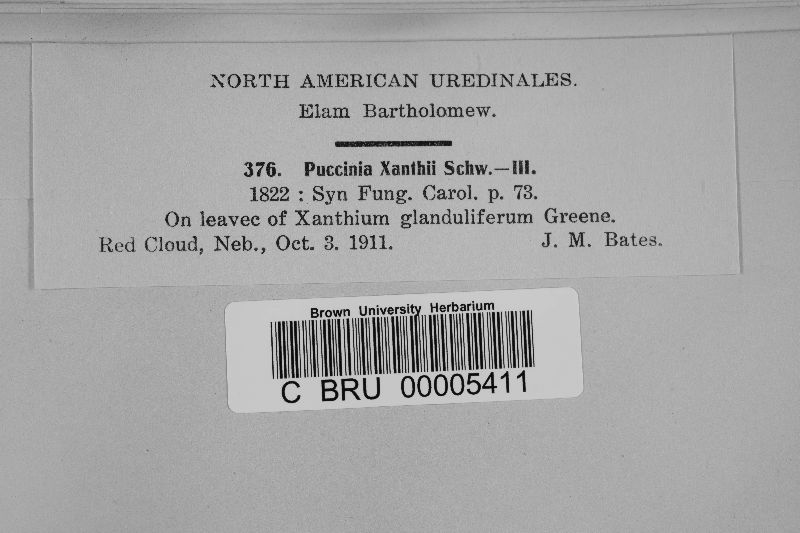 NORTH AMERICAN UREDINALES.
Elam Bartholomew.
376. Puccinia Xanthii Schw.—III.
1822 : Syn Fung. Carol. p. 73.
On leavec of Xanthium glanduliferum Greene.
Red Cloud, Neb., Oct. 3. 1911. J. M. Bates.
Brown University Herbarium
C BRU 00005411